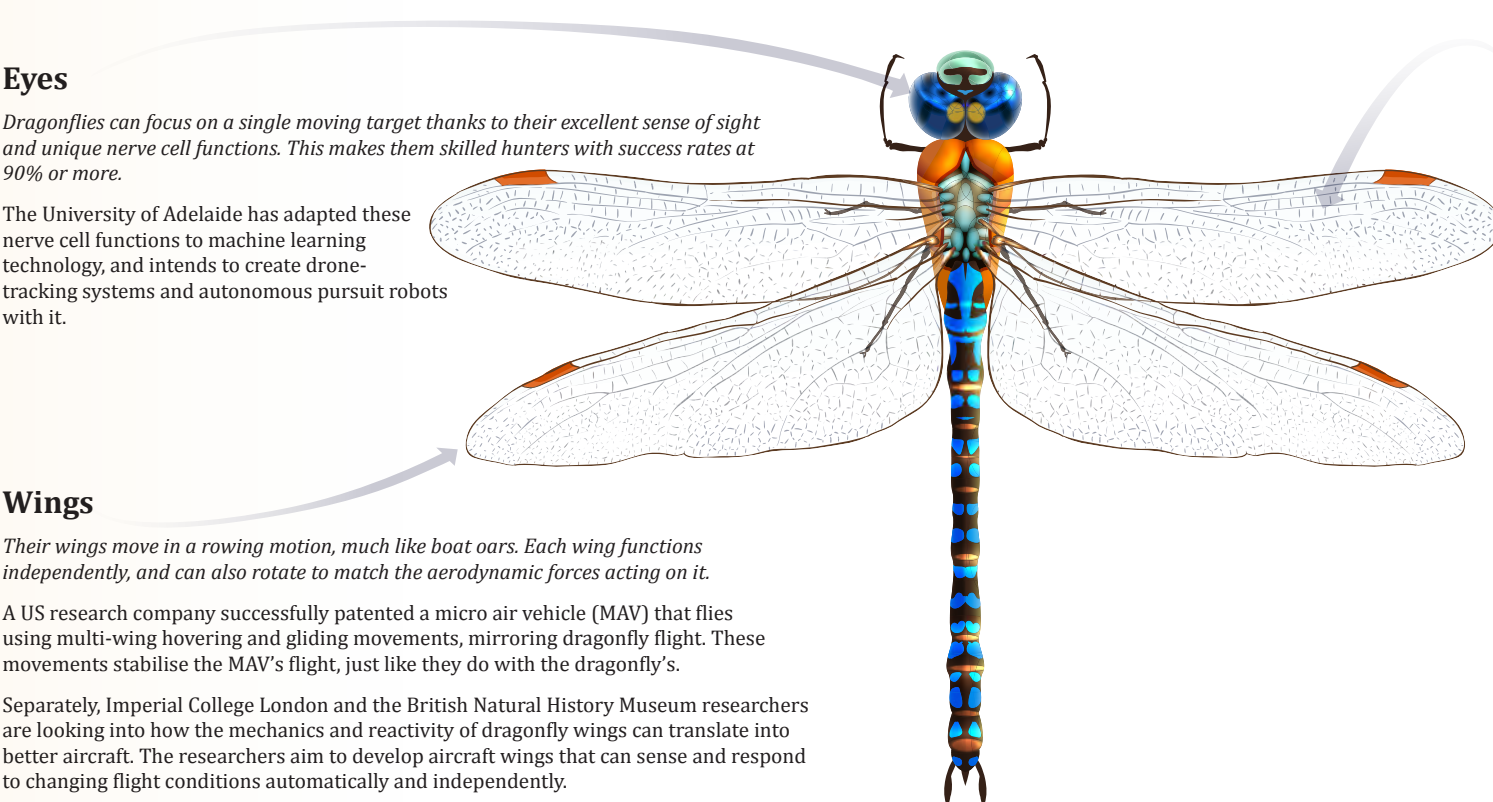 Eyes
Dragonflies can focus on a single moving target thanks to their excellent sense of sight
and unique nerve cell functions. This makes them skilled hunters with success rates at
90% or more.
The University of Adelaide has adapted these
nerve cell functions to machine learning
technology, and intends to create drone-
tracking systems and autonomous pursuit robots
with it.
Wings
Their wings move in a rowing motion, much like boat oars. Each wing functions
independently, and can also rotate to match the aerodynamic forces acting on it.
A US research company successfully patented a micro air vehicle (MAV) that flies
using multi-wing hovering and gliding movements, mirroring dragonfly flight. These
movements stabilise the MAV's flight, just like they do with the dragonfly's.
Separately, Imperial College London and the British Natural History Museum researchers
are looking into how the mechanics and reactivity of dragonfly wings can translate into
better aircraft. The researchers aim to develop aircraft wings that can sense and respond
to changing flight conditions automatically and independently.